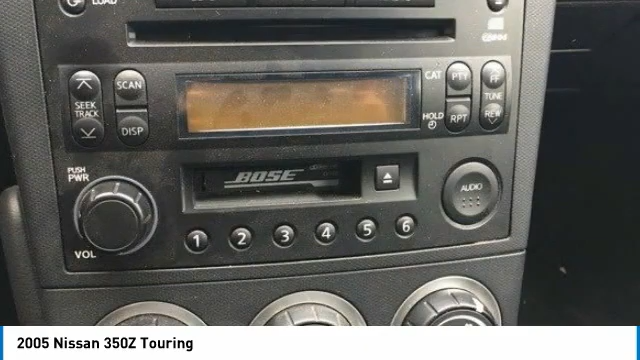 LOAD
SCAN
CAT
PTY
FF
SEEK
TRACK
TUNE
DISP
HOLD
RPT
REW
PUSH
PWR
BOSE
AUDIO
1 2 3 4 5 6
VOL
2005 Nissan 350Z Touring